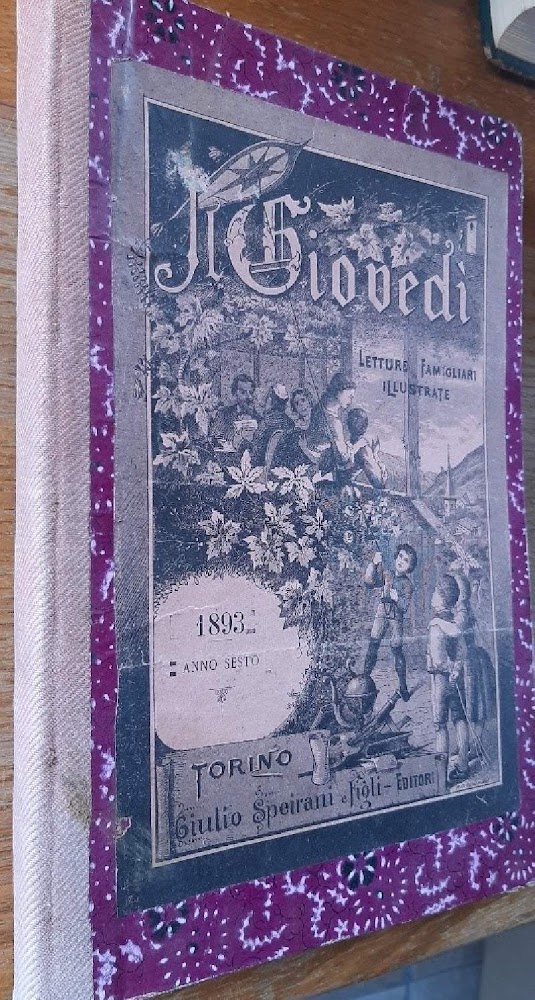 Il Giovedì
LETTURE FAMIGLIARI
ILLUSTRATE
1893
ANNO SESTO
TORINO
Giulio Speirani e Figli - EDITORI